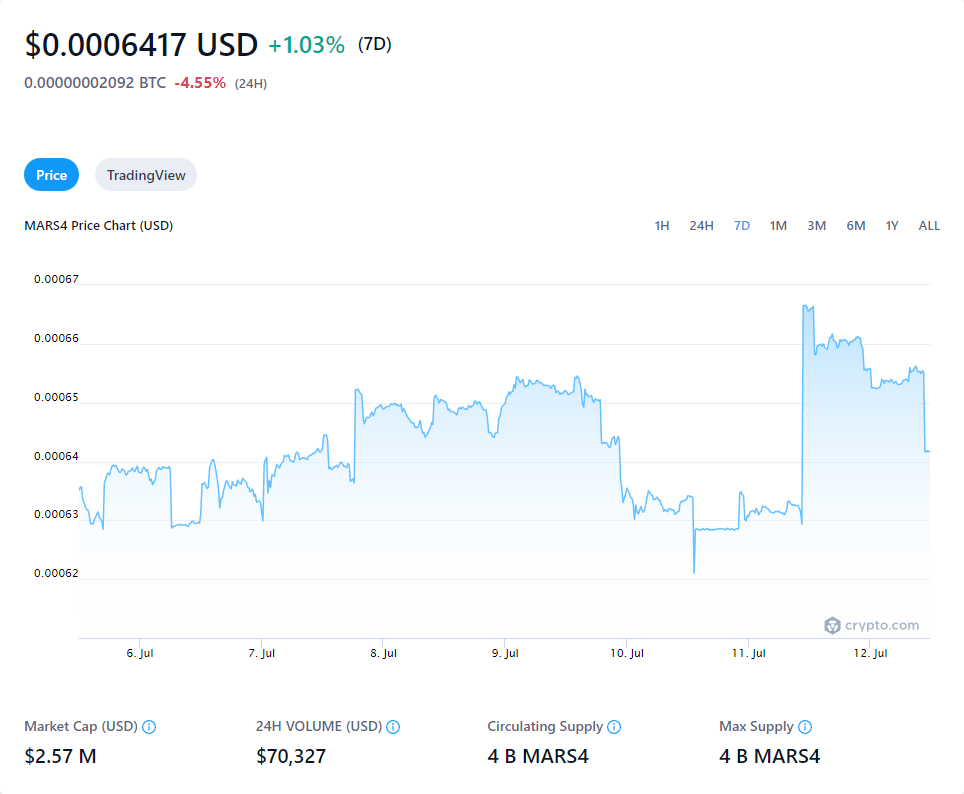 $0.0006417 USD +1.03% (7D)
0.00000002092 BTC -4.55% (24H)
Price TradingView
MARS4 Price Chart (USD) 1H 24H 7D 1M 3M 6M 1Y ALL
0.00067
0.00066
0.00065
0.00064
0.00063
0.00062
crypto.com
6. Jul 7. Jul 8. Jul 9. Jul 10. Jul 11. Jul 12. Jul
Market Cap (USD) 24H VOLUME (USD) Circulating Supply Max Supply
$2.57 M $70,327 4 B MARS4 4 B MARS4